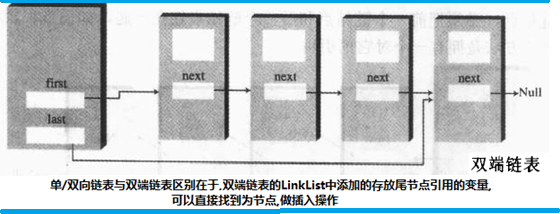 first
last
next
next
next
next
Null
双端链表
单/双向链表与双端链表区别在于,双端链表的LinkList中添加的存放尾节点引用的变量,
可以直接找到为节点,做插入操作